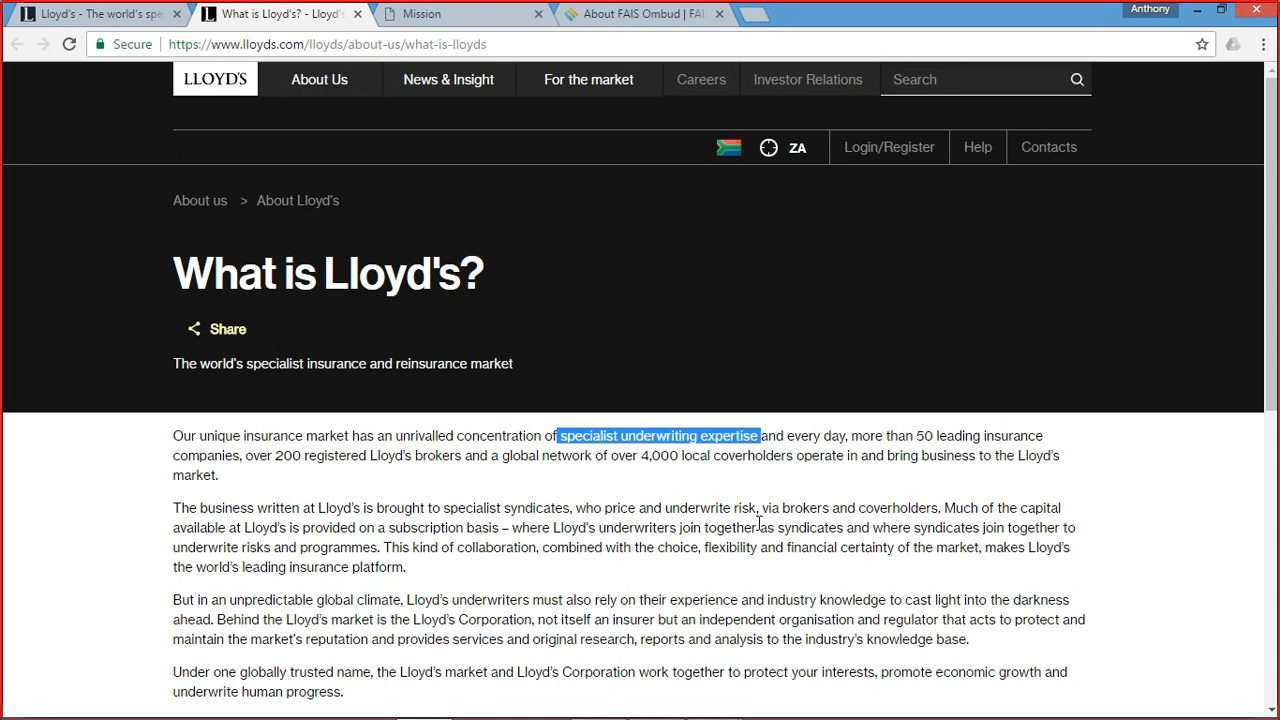 Lloyd's - The world's spe
What is Lloyd's? - Lloyd's
Mission
About FAIS Ombud | FAI
Anthony
Secure
https://www.lloyds.com/lloyds/about-us/what-is-lloyds
LLOYD'S
About Us
News & Insight
For the market
Careers
Investor Relations
Search
ZA
Login/Register
Help
Contacts
About us > About Lloyd's
What is Lloyd's?
Share
The world's specialist insurance and reinsurance market
Our unique insurance market has an unrivalled concentration of specialist underwriting expertise and every day, more than 50 leading insurance
companies, over 200 registered Lloyd's brokers and a global network of over 4,000 local coverholders operate in and bring business to the Lloyd's
market.
The business written at Lloyd's is brought to specialist syndicates, who price and underwrite risk, via brokers and coverholders. Much of the capital
available at Lloyd's is provided on a subscription basis – where Lloyd's underwriters join together as syndicates and where syndicates join together to
underwrite risks and programmes. This kind of collaboration, combined with the choice, flexibility and financial certainty of the market, makes Lloyd's
the world's leading insurance platform.
But in an unpredictable global climate, Lloyd's underwriters must also rely on their experience and industry knowledge to cast light into the darkness
ahead. Behind the Lloyd's market is the Lloyd's Corporation, not itself an insurer but an independent organisation and regulator that acts to protect and
maintain the market's reputation and provides services and original research, reports and analysis to the industry's knowledge base.
Under one globally trusted name, the Lloyd's market and Lloyd's Corporation work together to protect your interests, promote economic growth and
underwrite human progress.